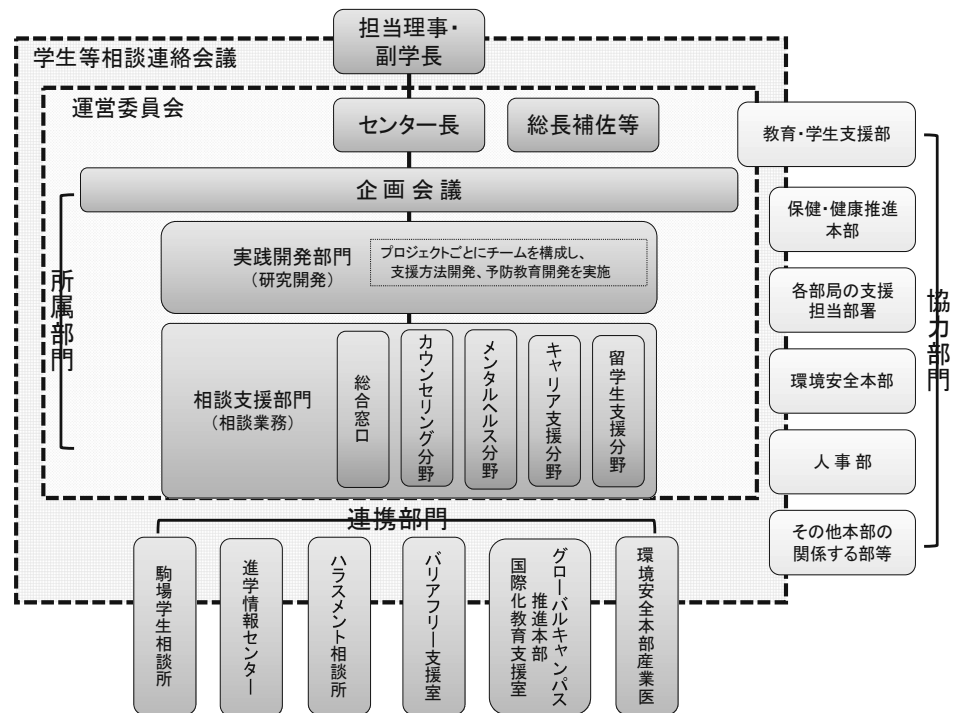 担当理事・
副学長
学生等相談連絡会議
運営委員会
センター長
総長補佐等
教育・学生支援部
企画会議
保健・健康推進
本部
実践開発部門
(研究開発)
プロジェクトごとにチームを構成し、
支援方法開発、予防教育開発を実施
各部局の支援
担当部署
所属部門
協力部門
相談支援部門
(相談業務)
総合窓口
カウンセリング分野
メンタルヘルス分野
キャリア支援分野
留学生支援分野
環境安全本部
人事部
その他本部の
関係する部等
連携部門
駒場学生相談所
進学情報センター
ハラスメント相談所
バリアフリー支援室
グローバルキャンパス
推進本部
国際化教育支援室
環境安全本部産業医